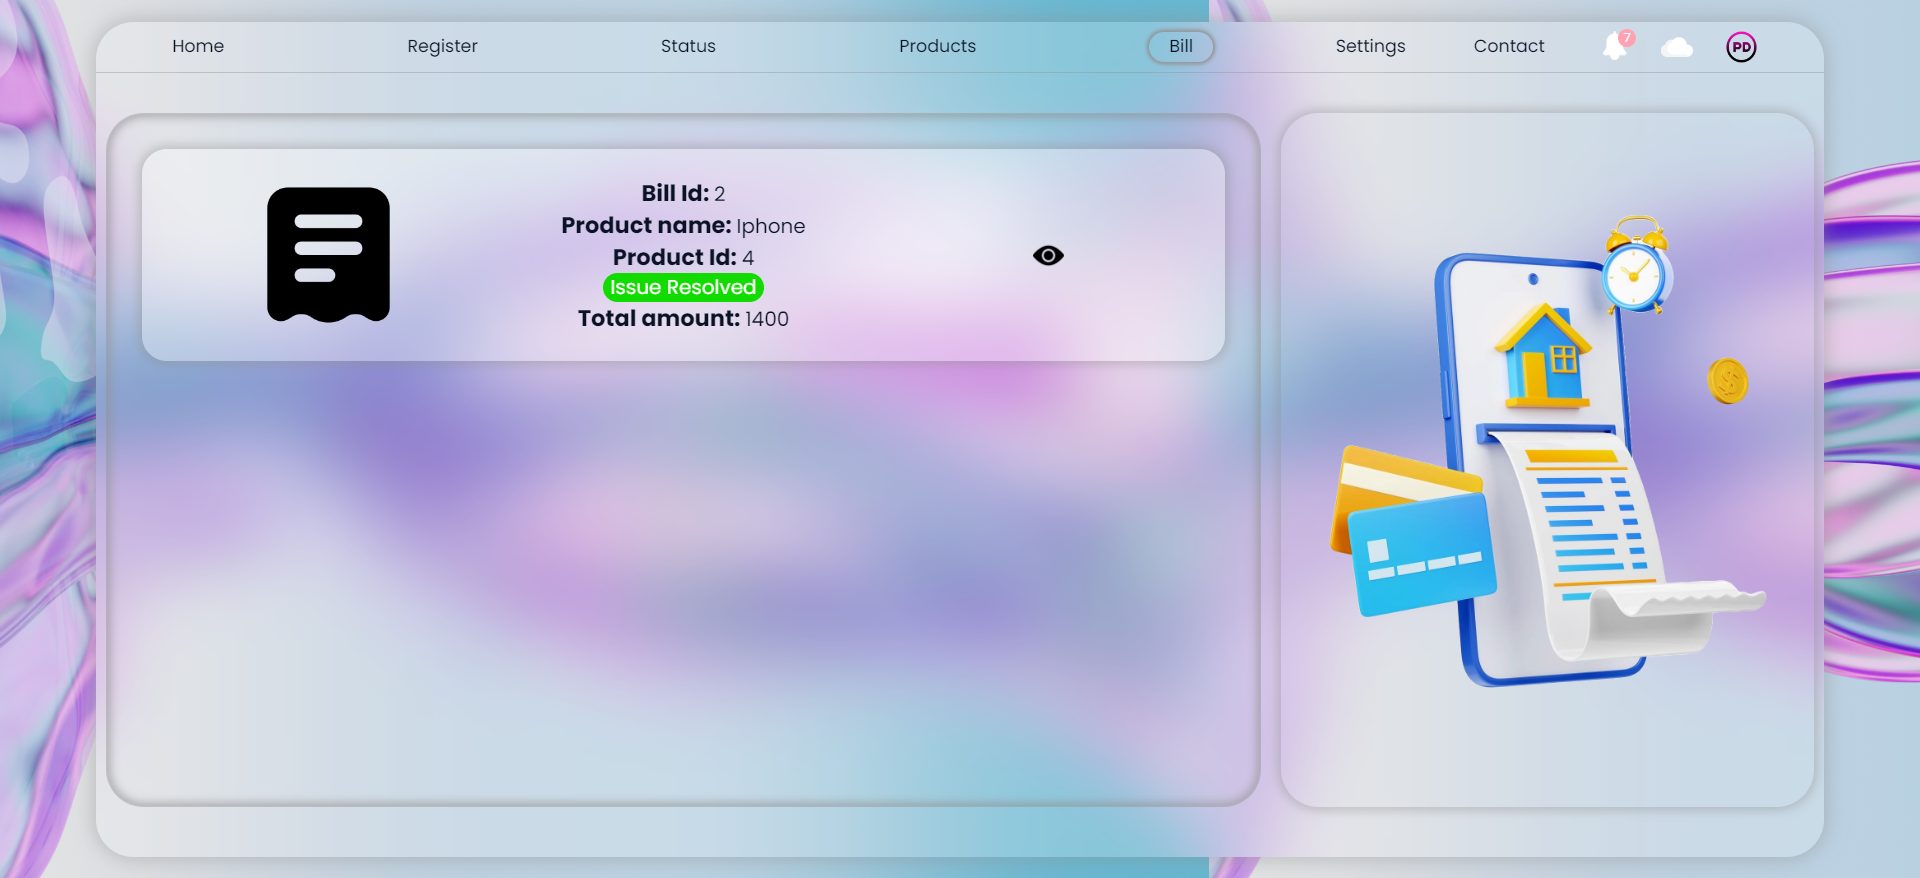 Home Register Status Products Bill Settings Contact 7 PD
Bill Id: 2
Product name: Iphone
Product Id: 4
Issue Resolved
Total amount: 1400